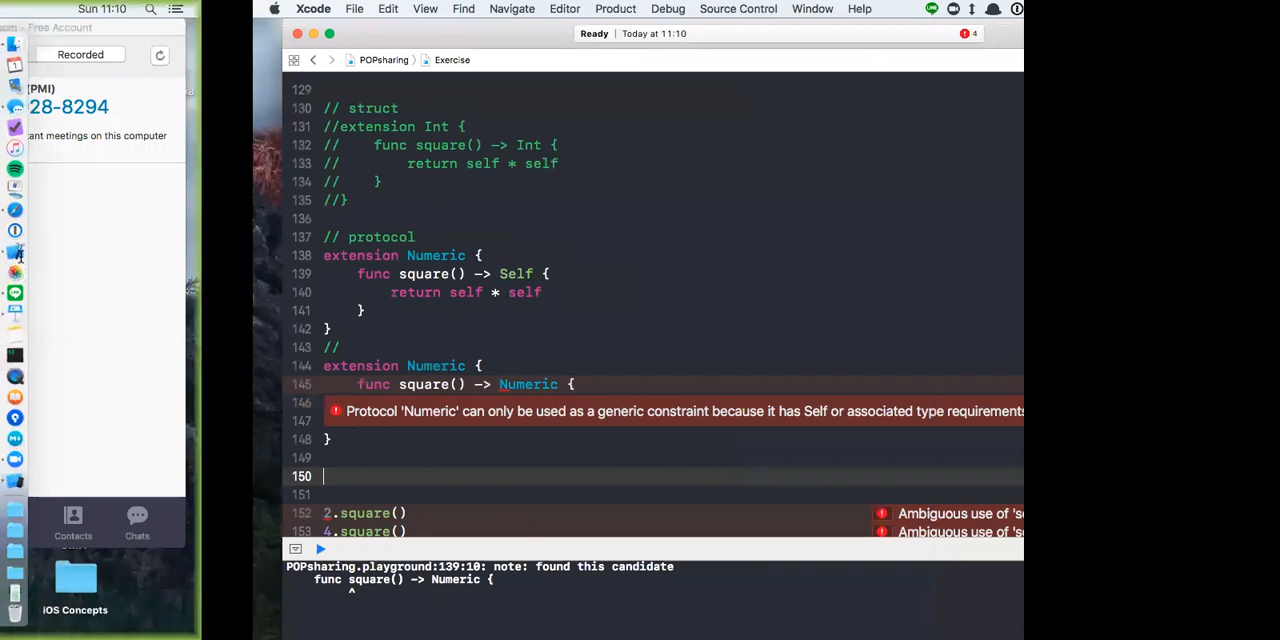 Sun 11:10
oom - Free Account
Recorded
(PMI)
28-8294
ant meetings on this computer
Contacts
Chats
iOS Concepts
Xcode File Edit View Find Navigate Editor Product Debug Source Control Window Help
Ready | Today at 11:10
4
POPsharing Exercise
129
130 // struct
131 //extension Int {
132 // func square() -> Int {
133 // return self * self
134 // }
135 //}
136
137 // protocol
138 extension Numeric {
139 func square() -> Self {
140 return self * self
141 }
142 }
143 //
144 extension Numeric {
145 func square() -> Numeric {
146
Protocol 'Numeric' can only be used as a generic constraint because it has Self or associated type requirements
147
148 }
149
150
151
152 2.square() Ambiguous use of 's
153 4.square() Ambiguous use of 's
POPsharing.playground:139:10: note: found this candidate
func square() -> Numeric {
^